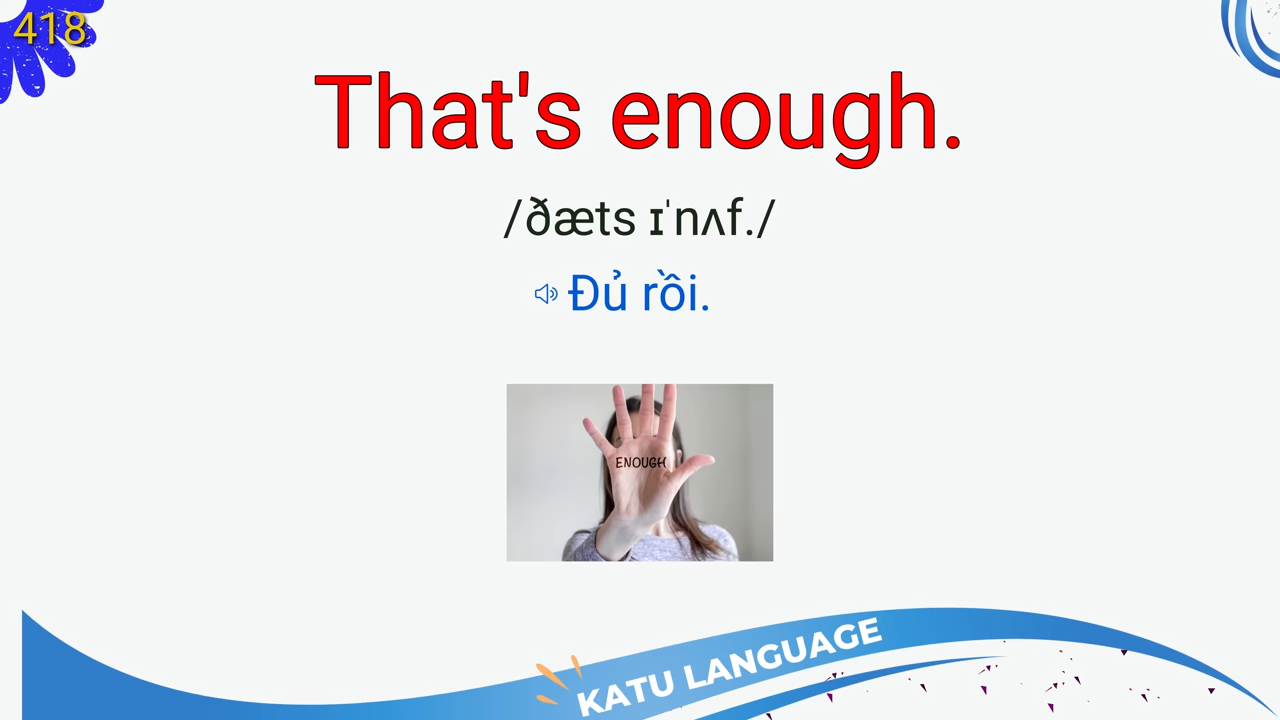 418
That's enough.
/ðæts ɪˈnʌf./
Đủ rồi.
ENOUGH
KATU LANGUAGE